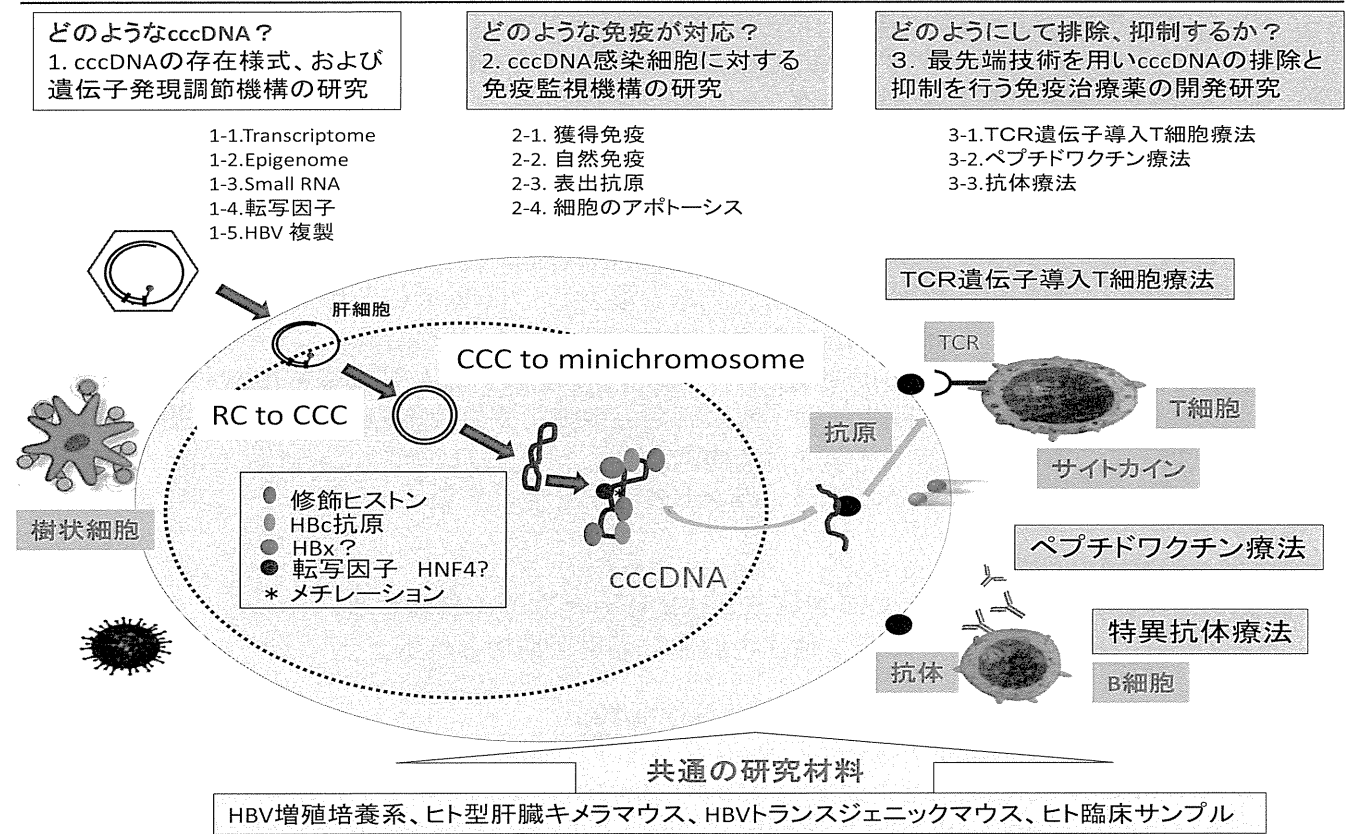 どのようなcccDNA？
1. cccDNAの存在様式、および
遺伝子発現調節機構の研究
どのような免疫が対応？
2. cccDNA感染細胞に対する
免疫監視機構の研究
どのようにして排除、抑制するか？
３．最先端技術を用いcccDNAの排除と
抑制を行う免疫治療薬の開発研究
1-1.Transcriptome
1-2.Epigenome
1-3.Small RNA
1-4.転写因子
1-5.HBV 複製
2-1. 獲得免疫
2-2. 自然免疫
2-3. 表出抗原
2-4. 細胞のアポトーシス
3-1.TCR遺伝子導入T細胞療法
3-2.ペプチドワクチン療法
3-3.抗体療法
TCR遺伝子導入T細胞療法
肝細胞
TCR
CCC to minichromosome
RC to CCC
T細胞
抗原
サイトカイン
修飾ヒストン
HBc抗原
HBx？
転写因子 HNF4?
* メチレーション
樹状細胞
cccDNA
ペプチドワクチン療法
特異抗体療法
抗体
B細胞
共通の研究材料
HBV増殖培養系、ヒト型肝臓キメラマウス、HBVトランスジェニックマウス、ヒト臨床サンプル